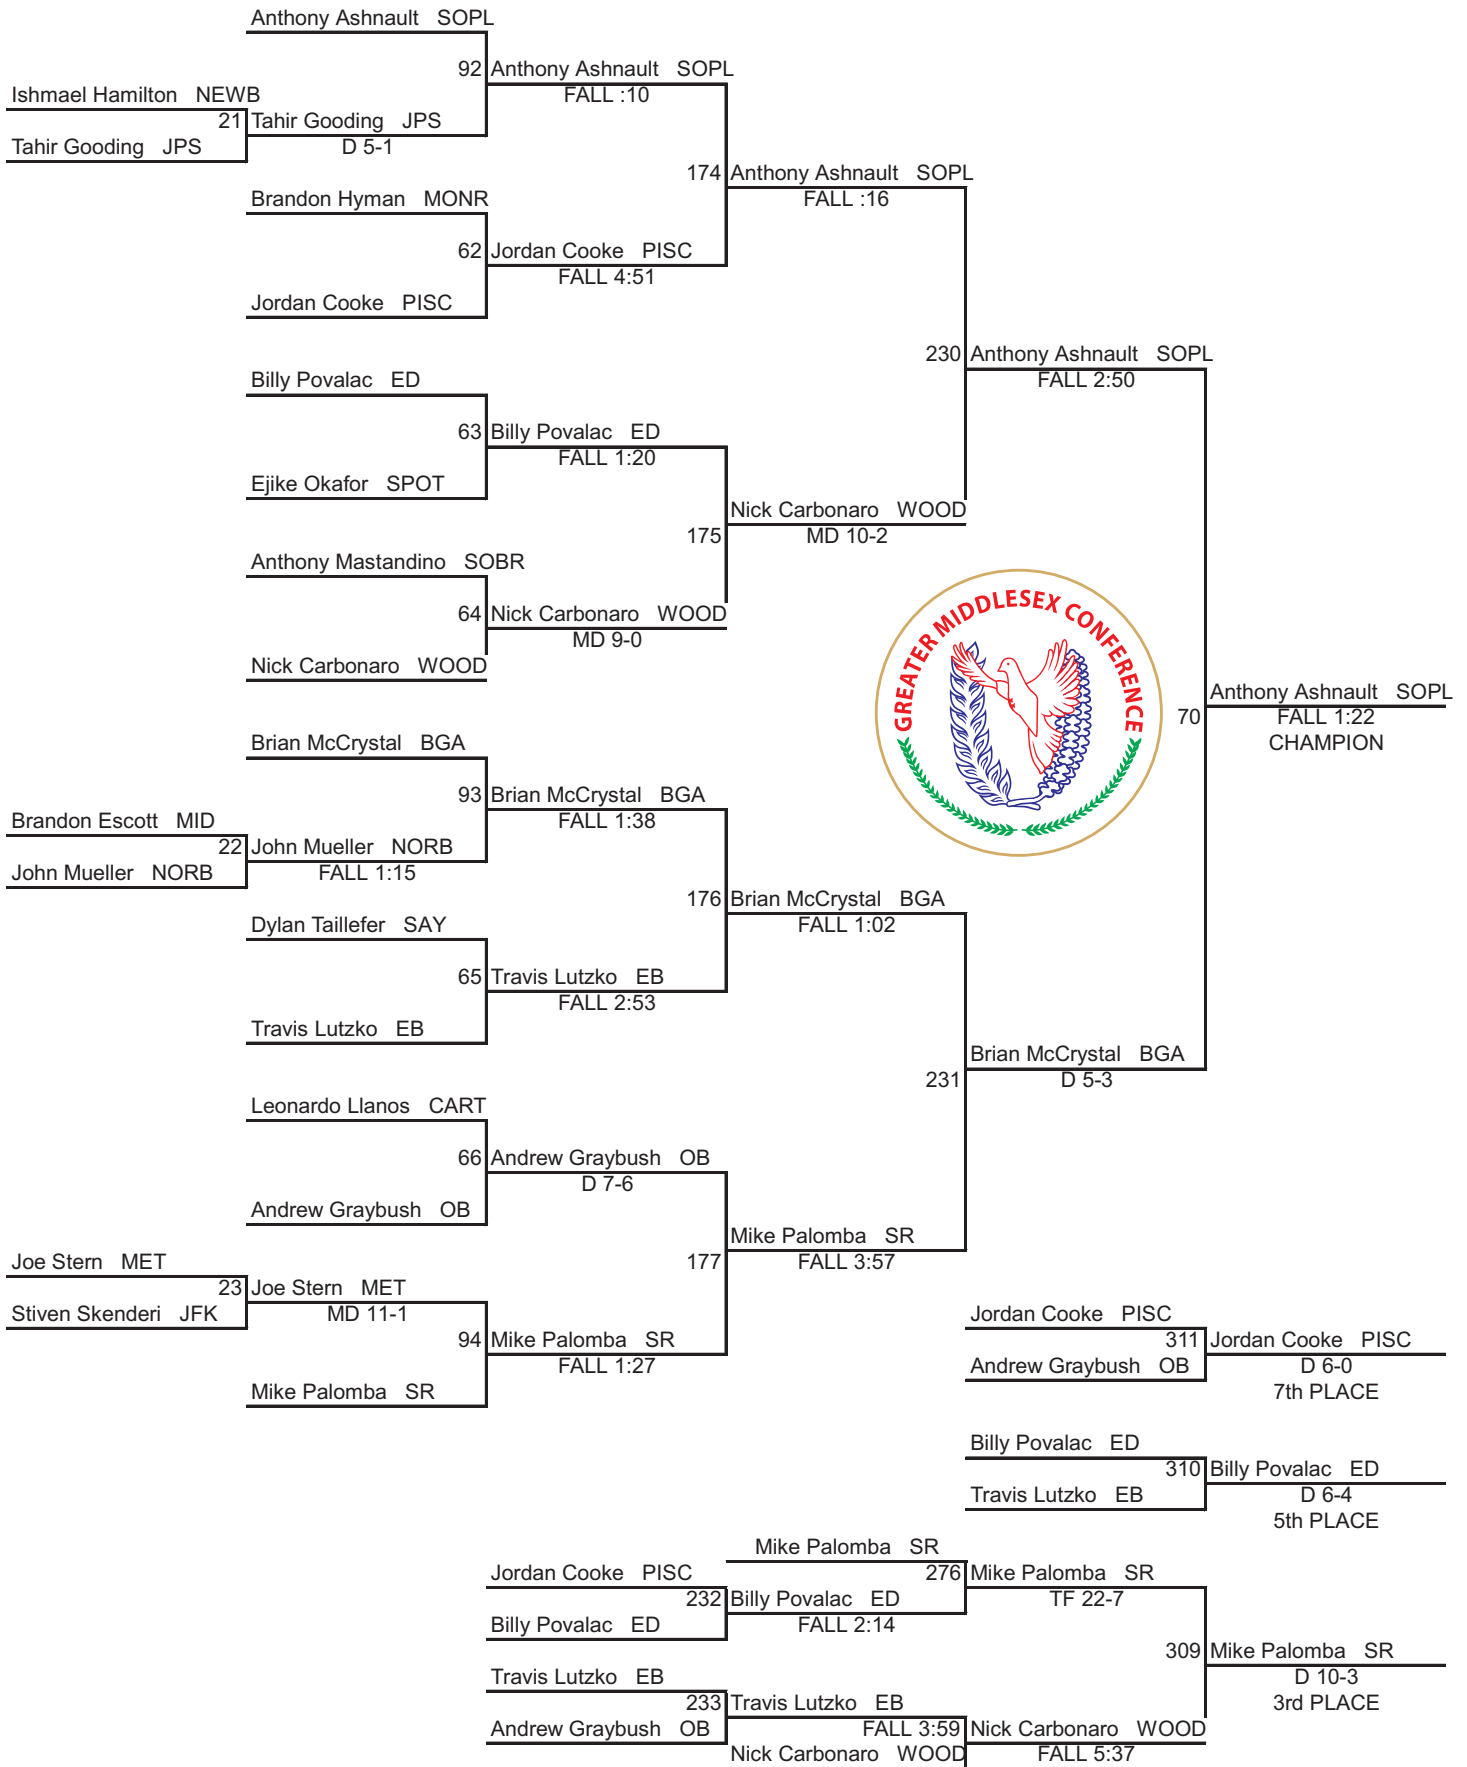 Anthony Ashnault SOPL
92 Anthony Ashnault SOPL
FALL :10
Ishmael Hamilton NEWB
21 Tahir Gooding JPS
D 5-1
Tahir Gooding JPS
174 Anthony Ashnault SOPL
FALL :16
Brandon Hyman MONR
62 Jordan Cooke PISC
FALL 4:51
Jordan Cooke PISC
230 Anthony Ashnault SOPL
FALL 2:50
Billy Povalac ED
63 Billy Povalac ED
FALL 1:20
Ejike Okafor SPOT
175 Nick Carbonaro WOOD
MD 10-2
Anthony Mastandino SOBR
64 Nick Carbonaro WOOD
MD 9-0
Nick Carbonaro WOOD
GREATER MIDDLESEX CONFERENCE
70 Anthony Ashnault SOPL
FALL 1:22
CHAMPION
Brian McCrystal BGA
93 Brian McCrystal BGA
FALL 1:38
Brandon Escott MID
22 John Mueller NORB
FALL 1:15
John Mueller NORB
176 Brian McCrystal BGA
FALL 1:02
Dylan Taillefer SAY
65 Travis Lutzko EB
FALL 2:53
Travis Lutzko EB
231 Brian McCrystal BGA
D 5-3
Leonardo Llanos CART
66 Andrew Graybush OB
D 7-6
Andrew Graybush OB
177 Mike Palomba SR
FALL 3:57
Joe Stern MET
23 Joe Stern MET
MD 11-1
Stiven Skenderi JFK
94 Mike Palomba SR
FALL 1:27
Mike Palomba SR
Jordan Cooke PISC
311 Jordan Cooke PISC
D 6-0
7th PLACE
Andrew Graybush OB
Billy Povalac ED
310 Billy Povalac ED
D 6-4
5th PLACE
Travis Lutzko EB
Mike Palomba SR
276 Mike Palomba SR
TF 22-7
Jordan Cooke PISC
232 Billy Povalac ED
FALL 2:14
Billy Povalac ED
309 Mike Palomba SR
D 10-3
3rd PLACE
Travis Lutzko EB
233 Travis Lutzko EB
FALL 3:59
Andrew Graybush OB
Nick Carbonaro WOOD
FALL 5:37
Nick Carbonaro WOOD